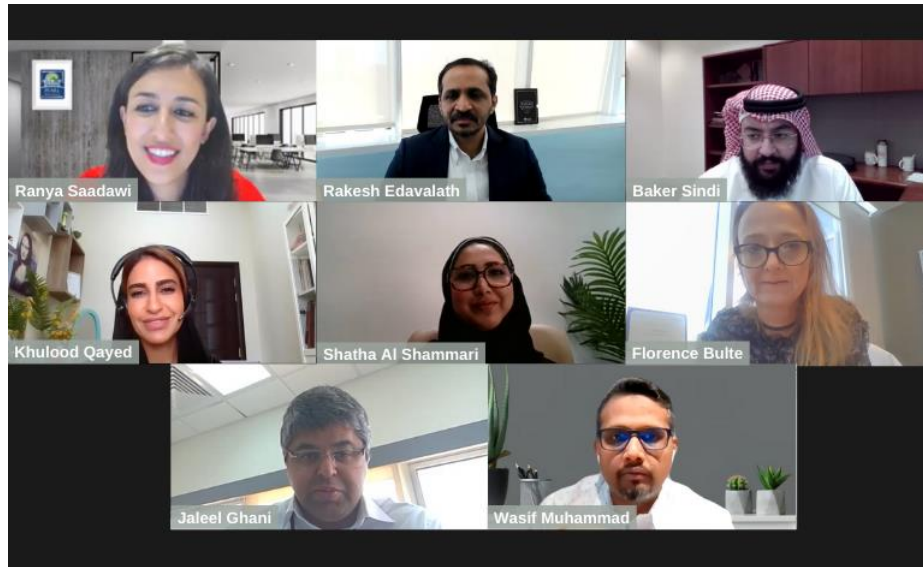 Ranya Saadawi
Rakesh Edavalath
Baker Sindi
Khulood Qayed
Shatha Al Shammari
Florence Bulte
Jaleel Ghani
Wasif Muhammad